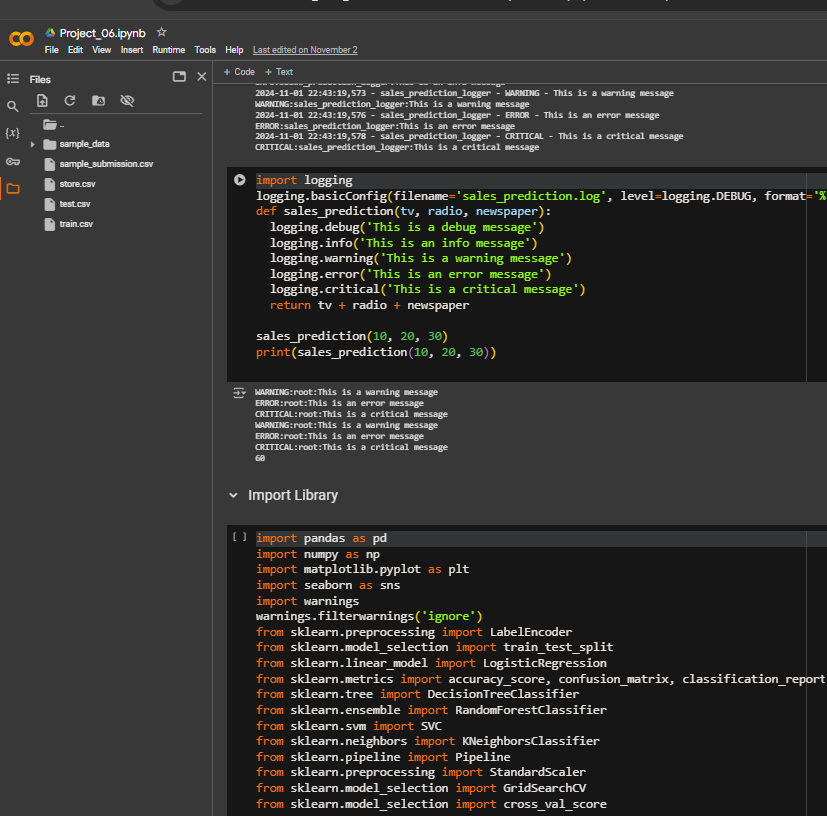 Project_06.ipynb
File Edit View Insert Runtime Tools Help Last edited on November 2
Files
+ Code + Text
..
sample_data
sample_submission.csv
store.csv
test.csv
train.csv
2024-11-01 22:43:19,573 - sales_prediction_logger - WARNING - This is a warning message
WARNING:sales_prediction_logger:This is a warning message
2024-11-01 22:43:19,576 - sales_prediction_logger - ERROR - This is an error message
ERROR:sales_prediction_logger:This is an error message
2024-11-01 22:43:19,578 - sales_prediction_logger - CRITICAL - This is a critical message
CRITICAL:sales_prediction_logger:This is a critical message
import logging
logging.basicConfig(filename='sales_prediction.log', level=logging.DEBUG, format='%
def sales_prediction(tv, radio, newspaper):
  logging.debug('This is a debug message')
  logging.info('This is an info message')
  logging.warning('This is a warning message')
  logging.error('This is an error message')
  logging.critical('This is a critical message')
  return tv + radio + newspaper
sales_prediction(10, 20, 30)
print(sales_prediction(10, 20, 30))
WARNING:root:This is a warning message
ERROR:root:This is an error message
CRITICAL:root:This is a critical message
WARNING:root:This is a warning message
ERROR:root:This is an error message
CRITICAL:root:This is a critical message
60
Import Library
[ ] import pandas as pd
import numpy as np
import matplotlib.pyplot as plt
import seaborn as sns
import warnings
warnings.filterwarnings('ignore')
from sklearn.preprocessing import LabelEncoder
from sklearn.model_selection import train_test_split
from sklearn.linear_model import LogisticRegression
from sklearn.metrics import accuracy_score, confusion_matrix, classification_report
from sklearn.tree import DecisionTreeClassifier
from sklearn.ensemble import RandomForestClassifier
from sklearn.svm import SVC
from sklearn.neighbors import KNeighborsClassifier
from sklearn.pipeline import Pipeline
from sklearn.preprocessing import StandardScaler
from sklearn.model_selection import GridSearchCV
from sklearn.model_selection import cross_val_score